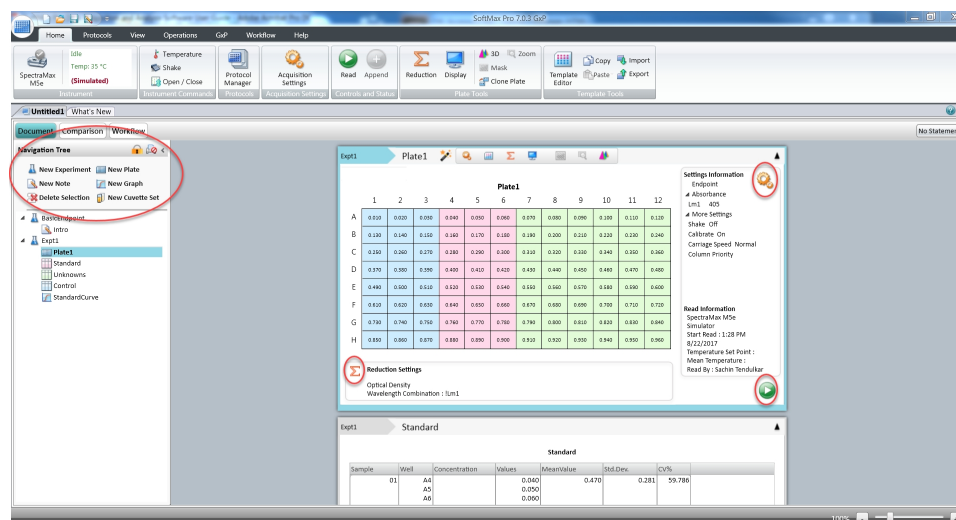 SoftMax Pro 7.0.3 GxP
Home Protocols View Operations GxP Workflow Help
Idle
Temp: 35 °C
(Simulated)
SpectraMax
M5e
Instrument
Temperature
Shake
Open / Close
Instrument Commands
Protocol
Manager
Protocols
Acquisition
Settings
Acquisition Settings
Read Append
Controls and Status
Reduction Display
3D Zoom
Mask
Clone Plate
Plate Tools
Template
Editor
Copy Import
Paste Export
Template Tools
Untitled1 What's New
Document Comparison Workflow
No Stateme
Navigation Tree
New Experiment New Plate
New Note New Graph
Delete Selection New Cuvette Set
BasicEndpoint
Intro
Expt1
Plate1
Standard
Unknowns
Control
StandardCurve
Expt1 Plate1
Plate1
1 2 3 4 5 6 7 8 9 10 11 12
A 0.010 0.020 0.030 0.040 0.050 0.060 0.070 0.080 0.090 0.100 0.110 0.120
B 0.130 0.140 0.150 0.160 0.170 0.180 0.190 0.200 0.210 0.220 0.230 0.240
C 0.250 0.260 0.270 0.280 0.290 0.300 0.310 0.320 0.330 0.340 0.350 0.360
D 0.370 0.380 0.390 0.400 0.410 0.420 0.430 0.440 0.450 0.460 0.470 0.480
E 0.490 0.500 0.510 0.520 0.530 0.540 0.550 0.560 0.570 0.580 0.590 0.600
F 0.610 0.620 0.630 0.640 0.650 0.660 0.670 0.680 0.690 0.700 0.710 0.720
G 0.730 0.740 0.750 0.760 0.770 0.780 0.790 0.800 0.810 0.820 0.830 0.840
H 0.850 0.860 0.870 0.880 0.890 0.900 0.910 0.920 0.930 0.940 0.950 0.960
Settings Information
Endpoint
Absorbance
Lm1 405
More Settings
Shake Off
Calibrate On
Carriage Speed Normal
Column Priority
Read Information
SpectraMax M5e
Simulator
Start Read : 1:28 PM
8/22/2017
Temperature Set Point :
Mean Temperature :
Read By : Sachin Tendulkar
Reduction Settings
Optical Density
Wavelength Combination : !Lm1
Expt1 Standard
Standard
Sample Well Concentration Values MeanValue Std.Dev. CV%
01 A4 0.040 0.470 0.281 59.786
A5 0.050
A6 0.060
100%